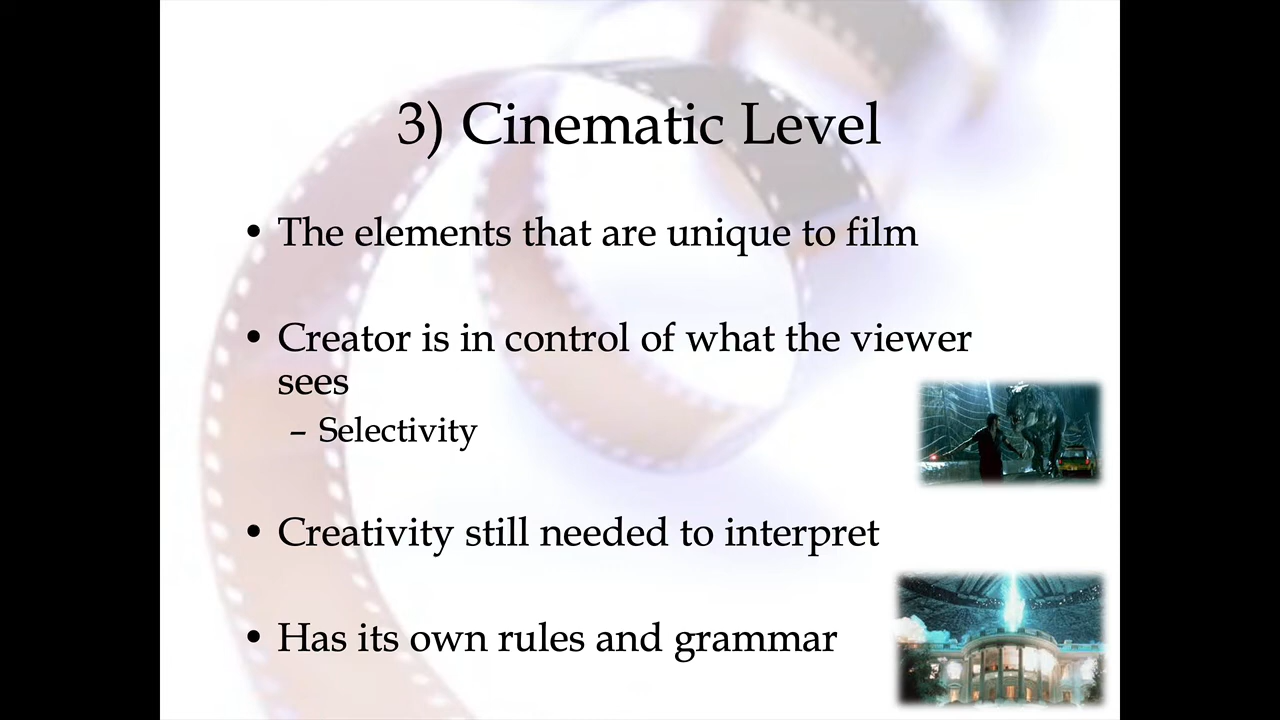 3) Cinematic Level
• The elements that are unique to film
• Creator is in control of what the viewer
sees
– Selectivity
• Creativity still needed to interpret
• Has its own rules and grammar